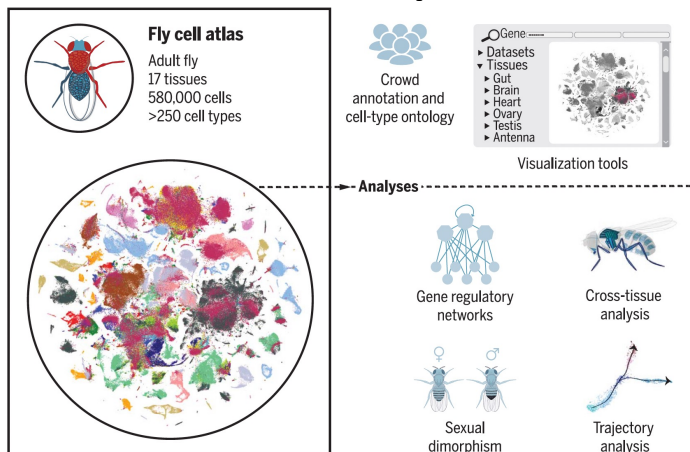 Fly cell atlas
Adult fly
17 tissues
580,000 cells
>250 cell types
Crowd
annotation and
cell-type ontology
Gene:
Datasets
Tissues
Gut
Brain
Heart
Ovary
Testis
Antenna
Visualization tools
Analyses
Gene regulatory
networks
Cross-tissue
analysis
♀
♂
Sexual
dimorphism
Trajectory
analysis